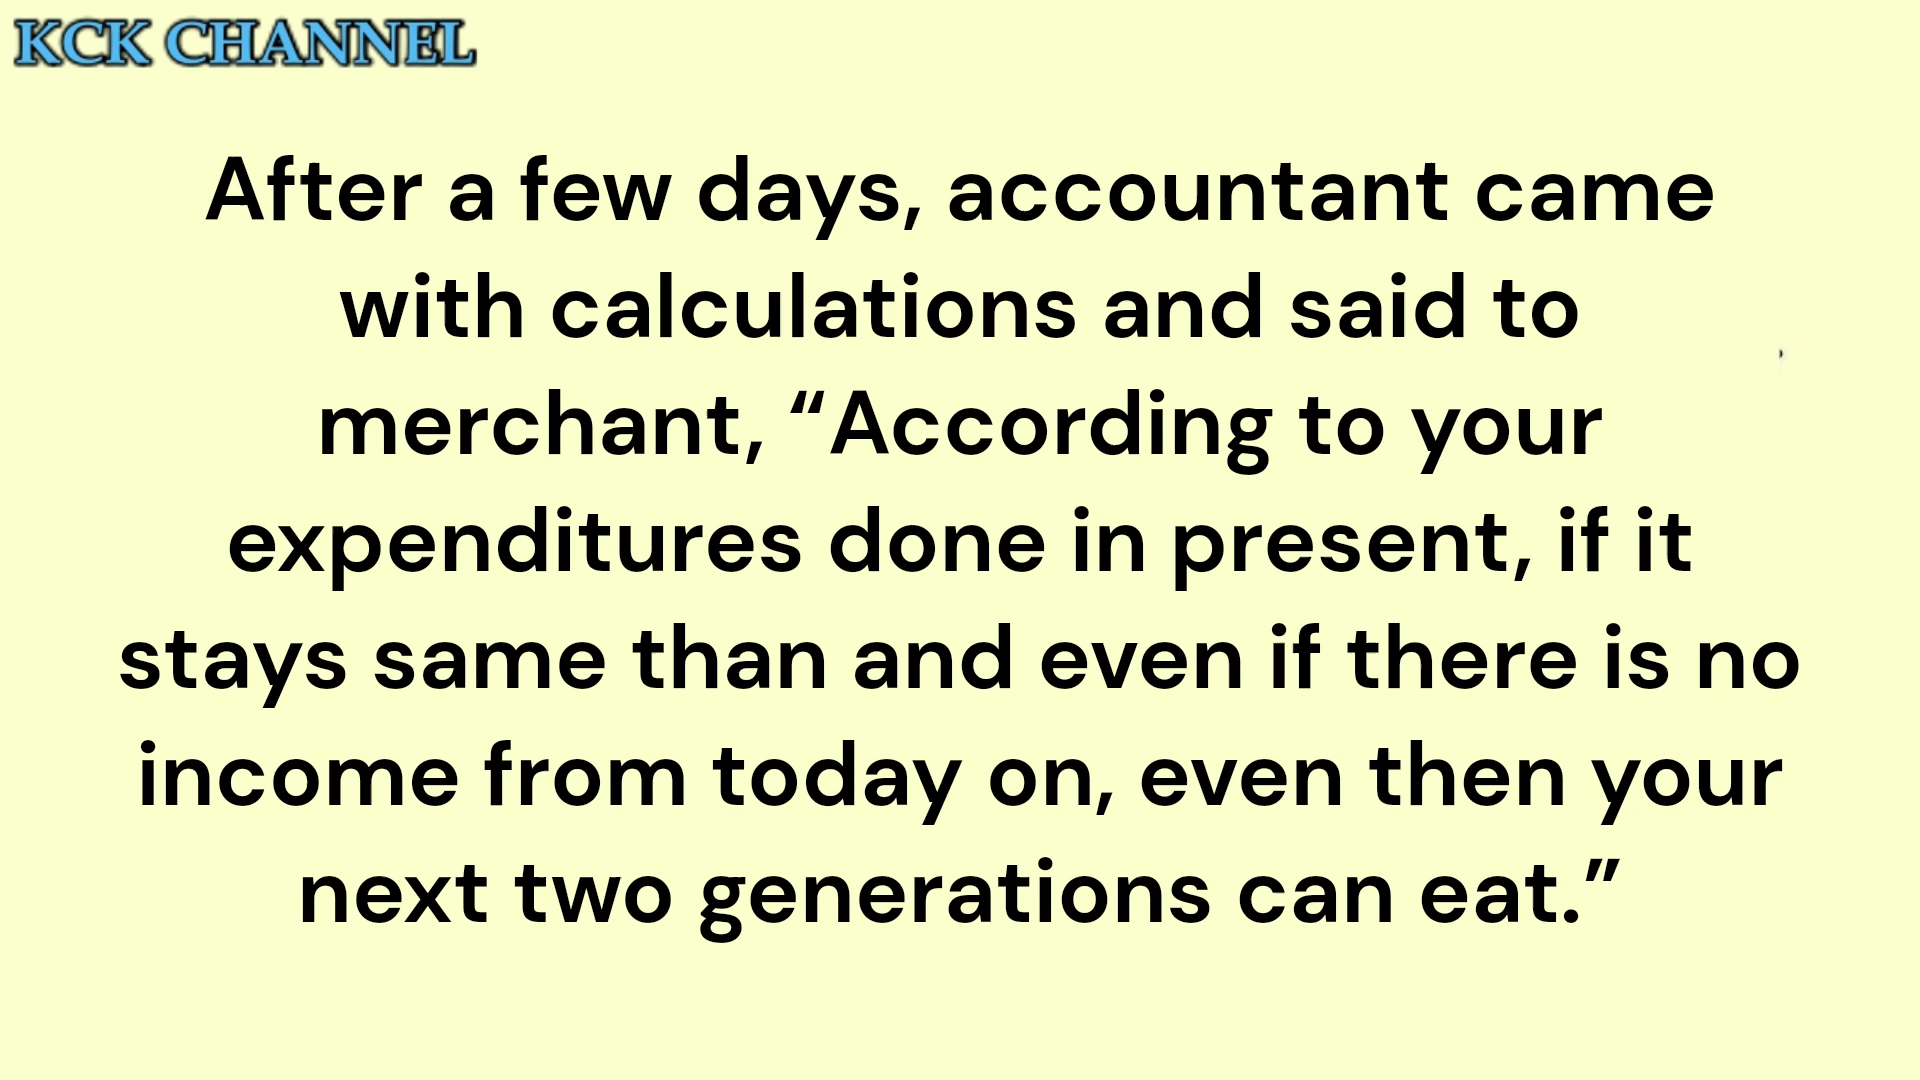 KCK CHANNEL
After a few days, accountant came
with calculations and said to
merchant, “According to your
expenditures done in present, if it
stays same than and even if there is no
income from today on, even then your
next two generations can eat.”